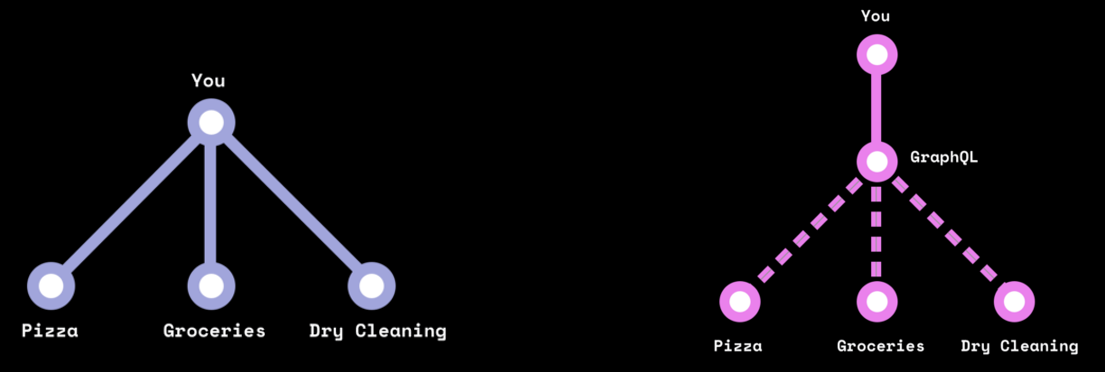 You
Pizza
Groceries
Dry Cleaning
You
GraphQL
Pizza
Groceries
Dry Cleaning